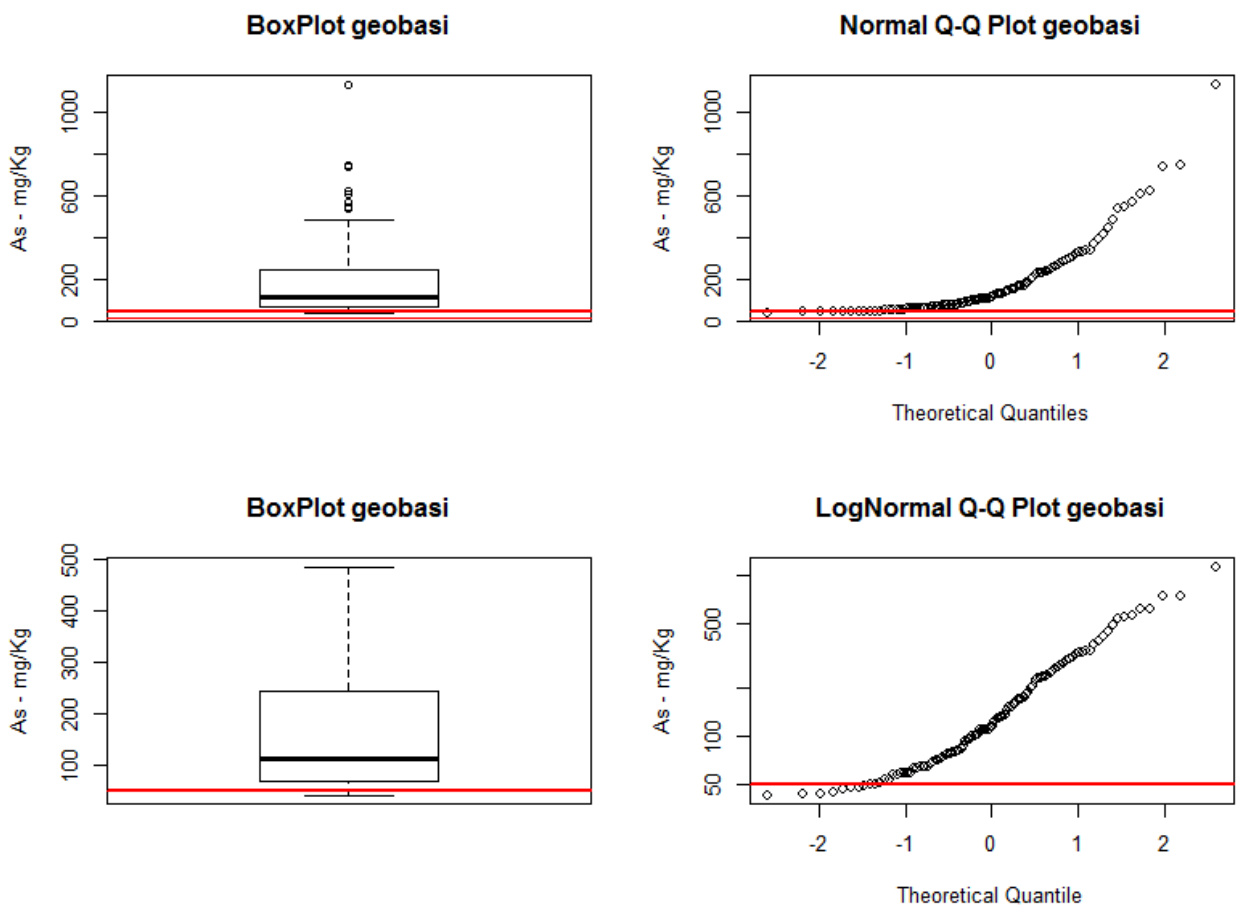 BoxPlot geobasi
As - mg/Kg
1000
600
200
0
Normal Q-Q Plot geobasi
As - mg/Kg
1000
600
200
0
-2 -1 0 1 2
Theoretical Quantiles
BoxPlot geobasi
As - mg/Kg
500
400
300
200
100
LogNormal Q-Q Plot geobasi
As - mg/Kg
500
100
50
-2 -1 0 1 2
Theoretical Quantile